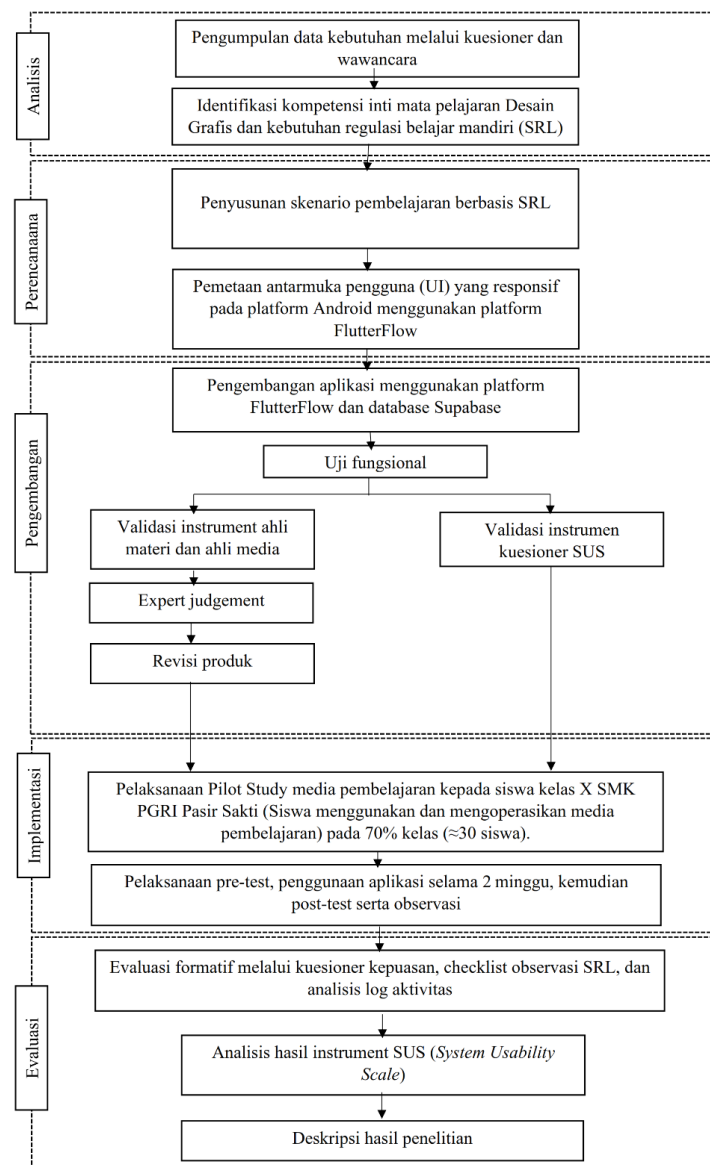 Analisis
Pengumpulan data kebutuhan melalui kuesioner dan
wawancara
Identifikasi kompetensi inti mata pelajaran Desain
Grafis dan kebutuhan regulasi belajar mandiri (SRL)
Perencanaana
Penyusunan skenario pembelajaran berbasis SRL
Pemetaan antarmuka pengguna (UI) yang responsif
pada platform Android menggunakan platform
FlutterFlow
Pengembangan
Pengembangan aplikasi menggunakan platform
FlutterFlow dan database Supabase
Uji fungsional
Validasi instrument ahli
materi dan ahli media
Validasi instrumen
kuesioner SUS
Expert judgement
Revisi produk
Implementasi
Pelaksanaan Pilot Study media pembelajaran kepada siswa kelas X SMK
PGRI Pasir Sakti (Siswa menggunakan dan mengoperasikan media
pembelajaran) pada 70% kelas (≈30 siswa).
Pelaksanaan pre-test, penggunaan aplikasi selama 2 minggu, kemudian
post-test serta observasi
Evaluasi
Evaluasi formatif melalui kuesioner kepuasan, checklist observasi SRL, dan
analisis log aktivitas
Analisis hasil instrument SUS (System Usability
Scale)
Deskripsi hasil penelitian